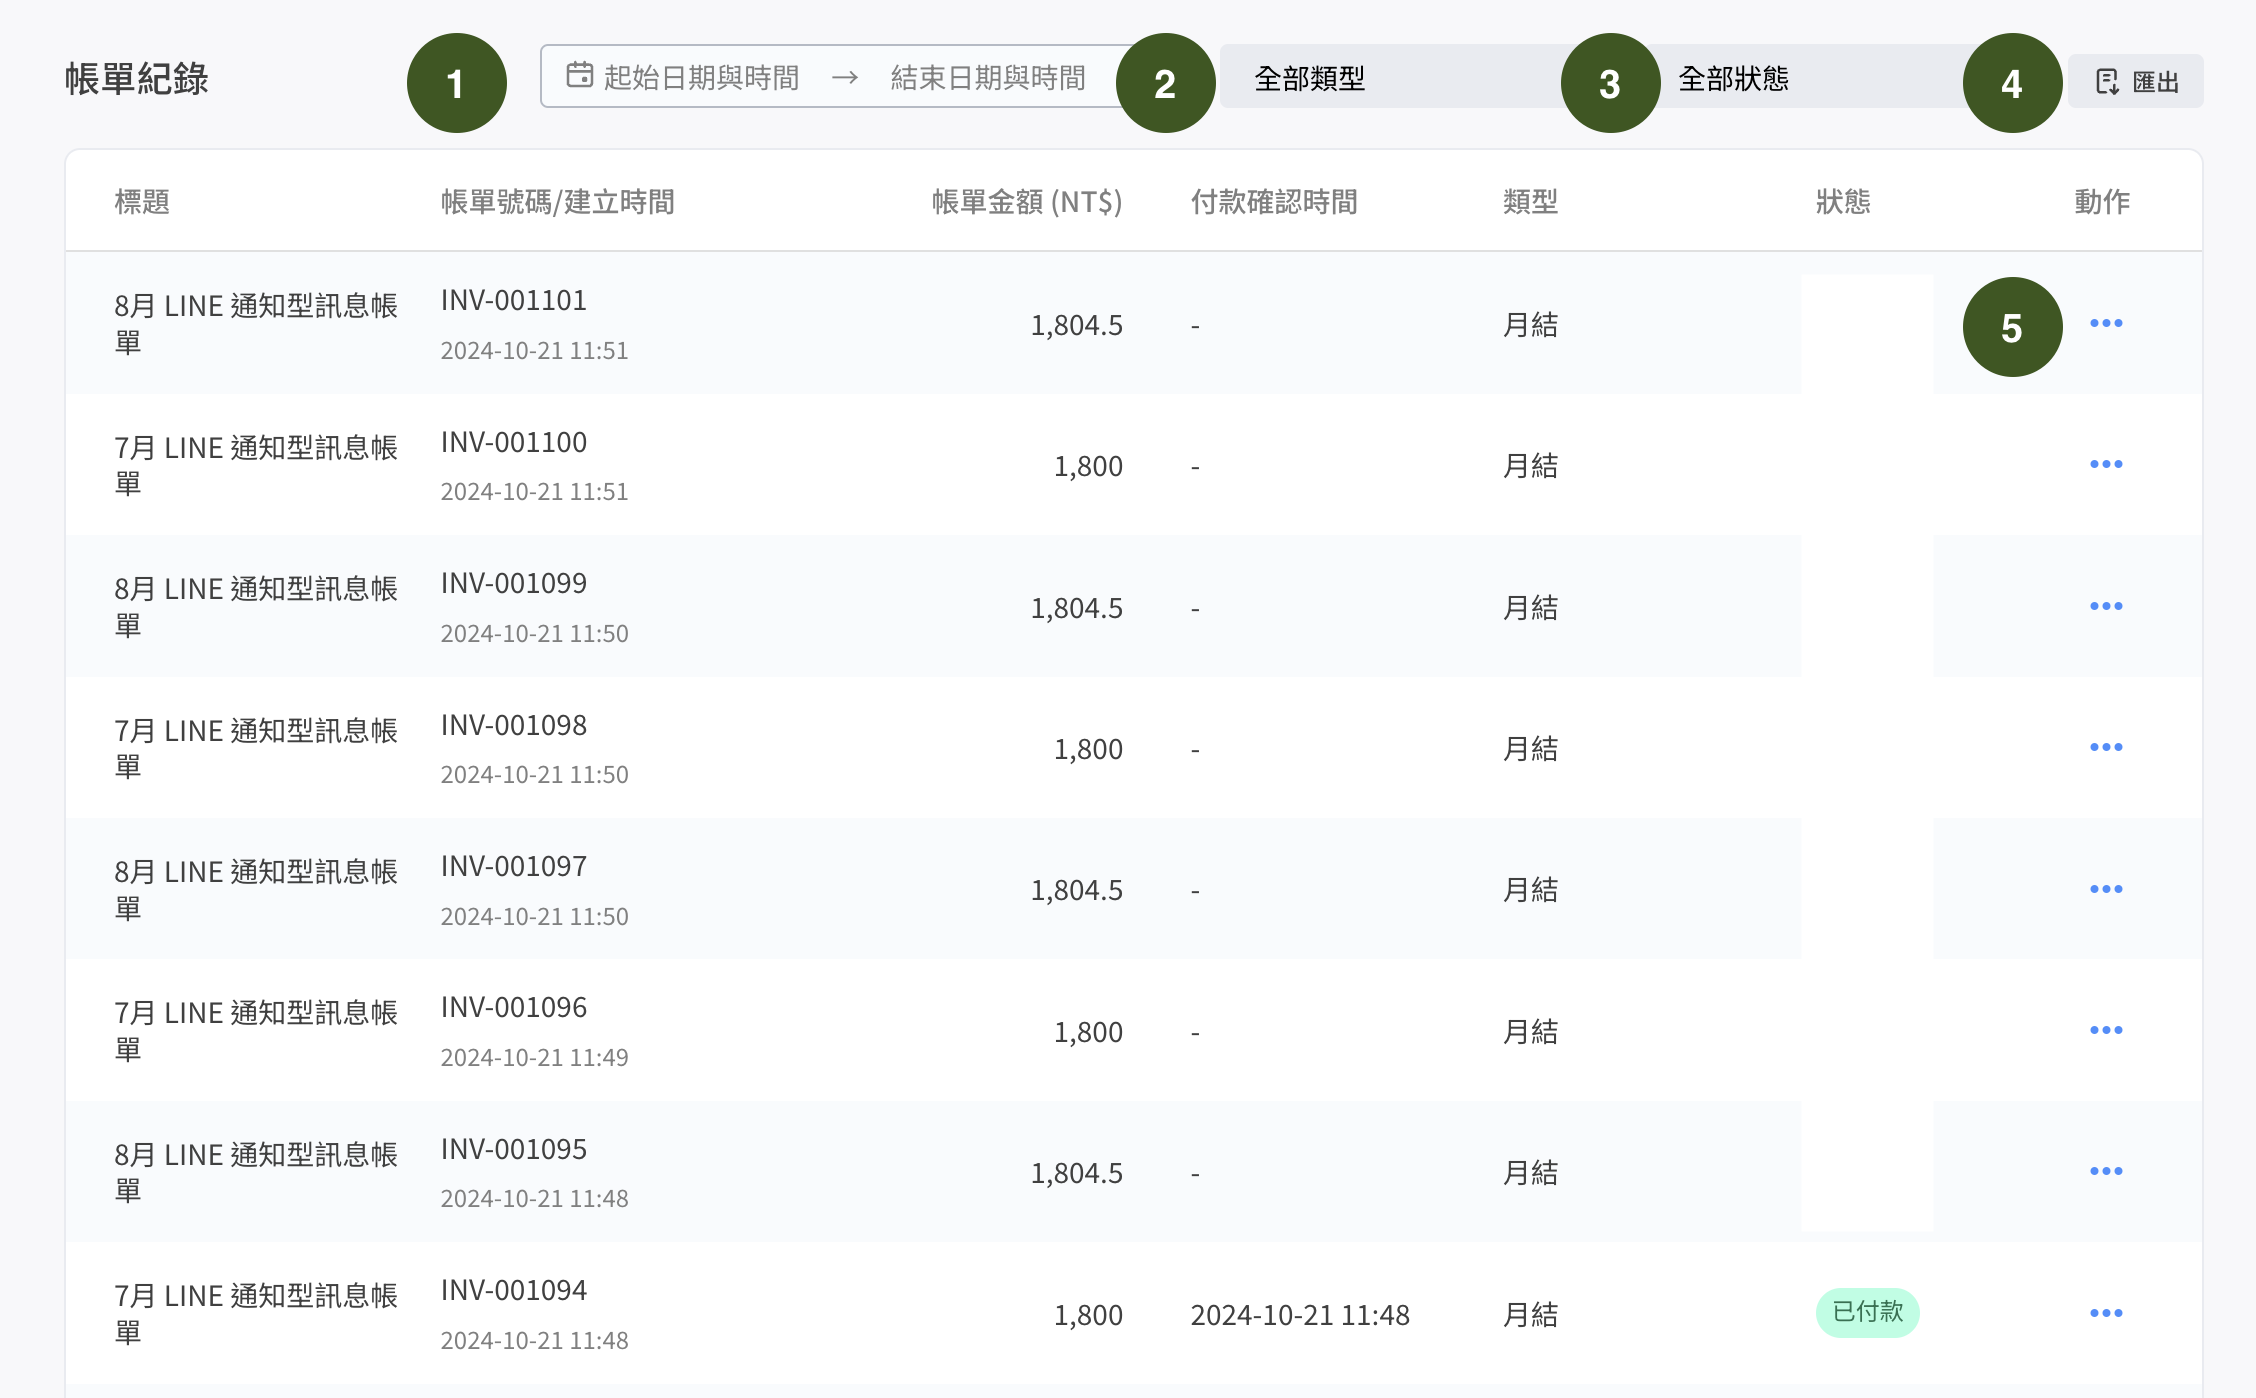 帳單紀錄
1
起始日期與時間 → 結束日期與時間
2
全部類型
3
全部狀態
4
匯出
標題 帳單號碼/建立時間 帳單金額 (NT$) 付款確認時間 類型 狀態 動作
8月 LINE 通知型訊息帳
單
INV-001101
2024-10-21 11:51
1,804.5
-
月結
5
7月 LINE 通知型訊息帳
單
INV-001100
2024-10-21 11:51
1,800
-
月結
8月 LINE 通知型訊息帳
單
INV-001099
2024-10-21 11:50
1,804.5
-
月結
7月 LINE 通知型訊息帳
單
INV-001098
2024-10-21 11:50
1,800
-
月結
8月 LINE 通知型訊息帳
單
INV-001097
2024-10-21 11:50
1,804.5
-
月結
7月 LINE 通知型訊息帳
單
INV-001096
2024-10-21 11:49
1,800
-
月結
8月 LINE 通知型訊息帳
單
INV-001095
2024-10-21 11:48
1,804.5
-
月結
7月 LINE 通知型訊息帳
單
INV-001094
2024-10-21 11:48
1,800
2024-10-21 11:48
月結
已付款